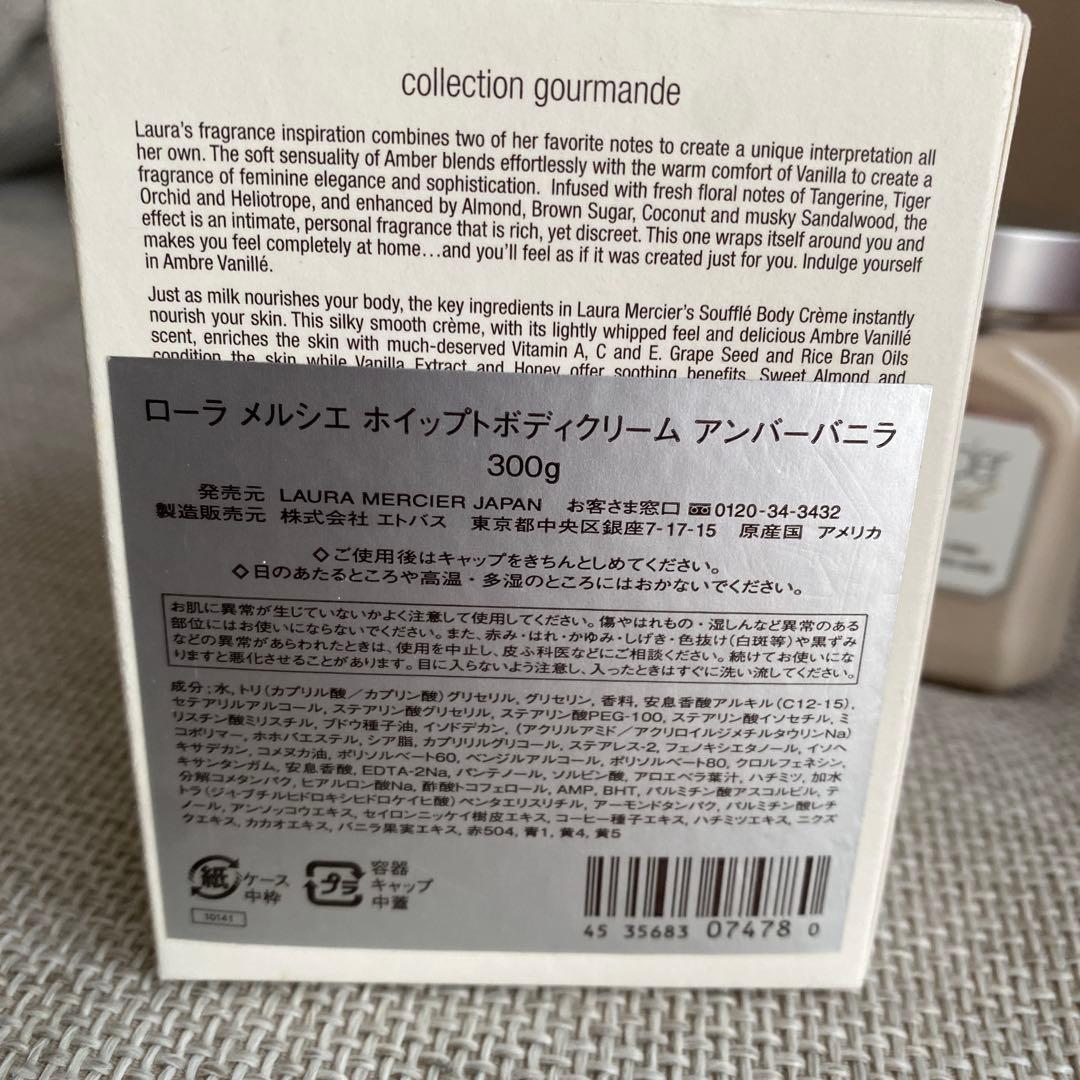 collection gourmande
Laura's fragrance inspiration combines two of her favorite notes to create a unique interpretation all
her own. The soft sensuality of Amber blends effortlessly with the warm comfort of Vanilla to create a
fragrance of feminine elegance and sophistication. Infused with fresh floral notes of Tangerine, Tiger
Orchid and Heliotrope, and enhanced by Almond, Brown Sugar, Coconut and musky Sandalwood, the
effect is an intimate, personal fragrance that is rich, yet discreet. This one wraps itself around you and
makes you feel completely at home…and you'll feel as if it was created just for you. Indulge yourself
in Ambre Vanillé.
Just as milk nourishes your body, the key ingredients in Laura Mercier's Soufflé Body Crème instantly
nourish your skin. This silky smooth crème, with its lightly whipped feel and delicious Ambre Vanillé
scent, enriches the skin with much-deserved Vitamin A, C and E. Grape Seed and Rice Bran Oils
condition the skin while Vanilla Extract and Honey offer soothing benefits. Sweet Almond and
ローラ メルシエ ホイップトボディクリーム アンバーバニラ
300g
発売元 LAURA MERCIER JAPAN お客さま窓口 0120-34-3432
製造販売元 株式会社 エトバス 東京都中央区銀座7-17-15 原産国 アメリカ
◇ご使用後はキャップをきちんとしめてください。
◇日のあたるところや高温・多湿のところにはおかないでください。
お肌に異常が生じていないかよく注意して使用してください。傷やはれもの・湿しんなど異常のある
部位にはお使いにならないでください。また、赤み・はれ・かゆみ・しげき・色抜け(白斑等)や黒ずみ
などの異常があらわれたときは、使用を中止し、皮ふ科医などにご相談ください。続けてお使いにな
りますと悪化させることがあります。目に入らないよう注意し、入ったときはすぐに洗い流してください。
成分:水,トリ(カプリル酸/カプリン酸)グリセリル,グリセリン,香料,安息香酸アルキル(C12-15),
セテアリルアルコール,ステアリン酸グリセリル,ステアリン酸PEG-100,ステアリン酸イソセチル,ミ
リスチン酸ミリスチル,ブドウ種子油,イソドデカン,(アクリルアミド/アクリロイルジメチルタウリンNa)
コポリマー,ホホバエステル,シア脂,カプリリルグリコール,ステアレス-2,フェノキシエタノール,イソヘ
キサデカン,コメヌカ油,ポリソルベート60,ベンジルアルコール,ポリソルベート80,クロルフェネシン,
キサンタンガム,安息香酸,EDTA-2Na,パンテノール,ソルビン酸,アロエベラ葉汁,ハチミツ,加水
分解コメタンパク,ヒアルロン酸Na,酢酸トコフェロール,AMP,BHT,パルミチン酸アスコルビル,テ
トラ(ジ-t-ブチルヒドロキシヒドロケイヒ酸)ペンタエリスリチル,アーモンドタンパク,パルミチン酸レチ
ノール,アンソッコウエキス,セイロンニッケイ樹皮エキス,コーヒー種子エキス,ハチミツエキス,ニクズ
クエキス,カカオエキス,バニラ果実エキス,赤504,青1,黄4,黄5
紙 ケース
中枠
プラ 容器
キャップ
中蓋
10141
45 35683 07478 0